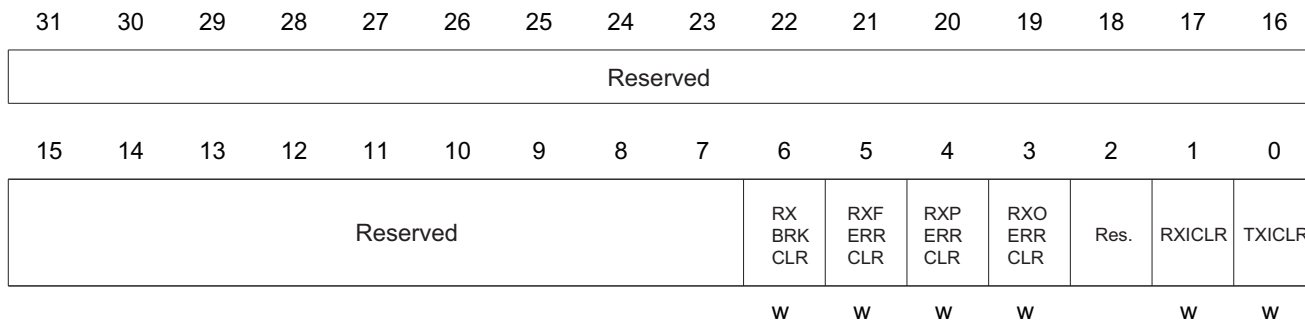 31 30 29 28 27 26 25 24 23 22 21 20 19 18 17 16
Reserved
15 14 13 12 11 10 9 8 7 6 5 4 3 2 1 0
Reserved RX BRK CLR RXF ERR CLR RXP ERR CLR RXO ERR CLR Res. RXICLR TXICLR
w w w w w w